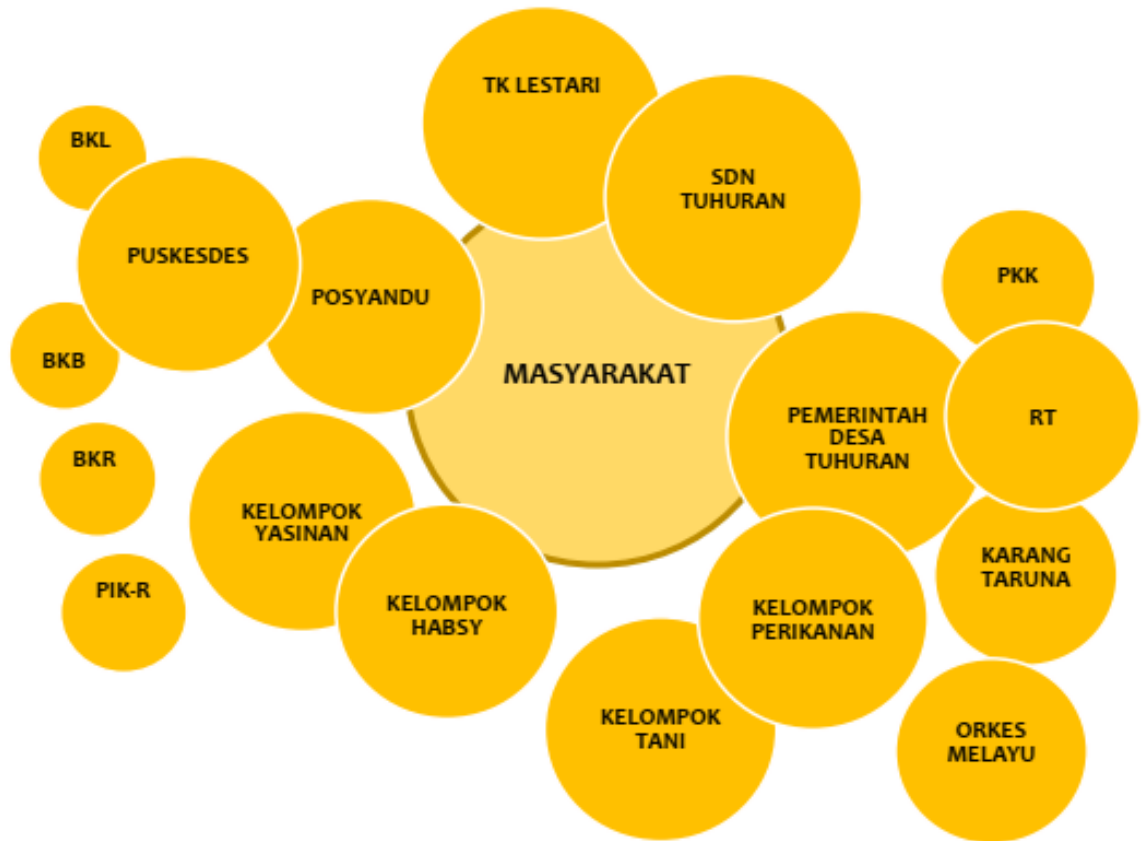 TK LESTARI
BKL
SDN
TUHURAN
PUSKESDES
POSYANDU
PKK
BKB
MASYARAKAT
PEMERINTAH
DESA
TUHURAN
RT
BKR
KELOMPOK
YASINAN
KARANG
TARUNA
PIK-R
KELOMPOK
HABSY
KELOMPOK
PERIKANAN
KELOMPOK
TANI
ORKES
MELAYU